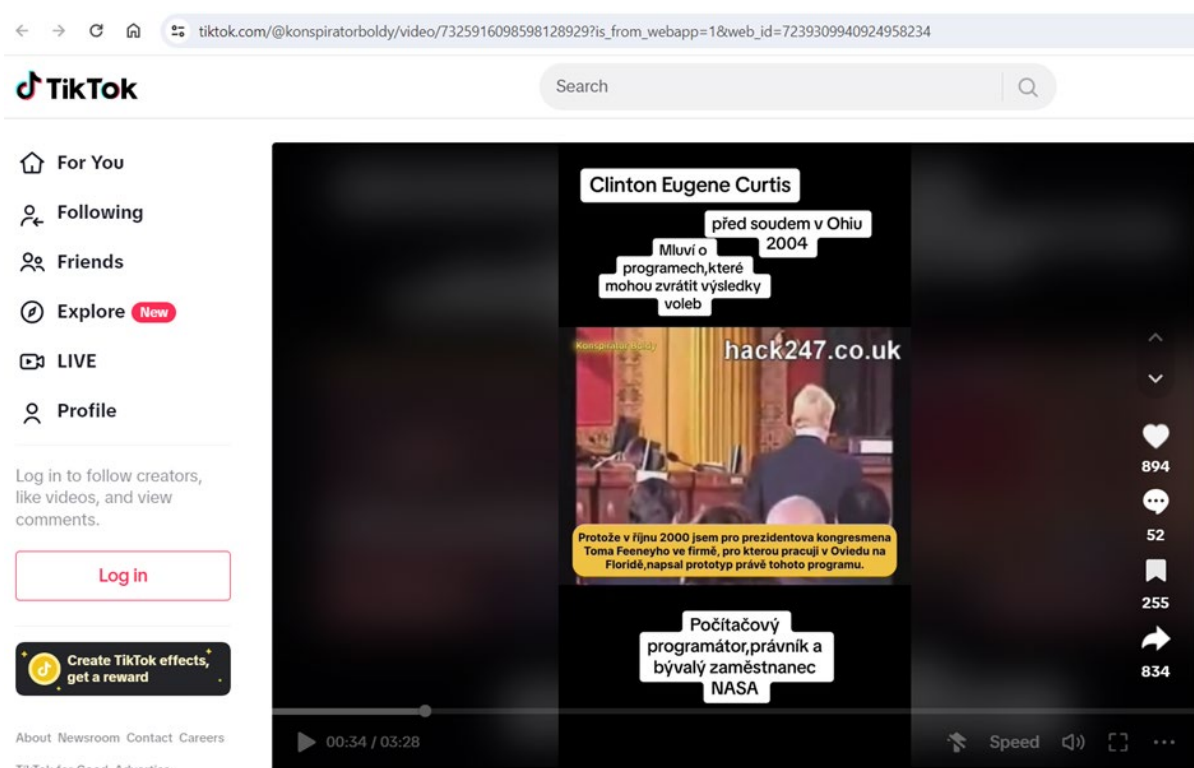 tiktok.com/@konspiratorboldy/video/7325916098598128929?is_from_webapp=1&web_id=7239309940924958234
TikTok
Search
For You
Following
Friends
Explore New
LIVE
Profile
Log in to follow creators,
like videos, and view
comments.
Log in
Create TikTok effects,
get a reward
About Newsroom Contact Careers
TikTok for Good Advertise
Clinton Eugene Curtis
před soudem v Ohiu
2004
Mluví o
programech,které
mohou zvrátit výsledky
voleb
Konspirator Boldy
hack247.co.uk
Protože v říjnu 2000 jsem pro prezidentova kongresmena
Toma Feeneyho ve firmě, pro kterou pracuji v Oviedu na
Floridě,napsal prototyp právě tohoto programu.
Počítačový
programátor,právník a
bývalý zaměstnanec
NASA
894
52
255
834
00:34 / 03:28
Speed